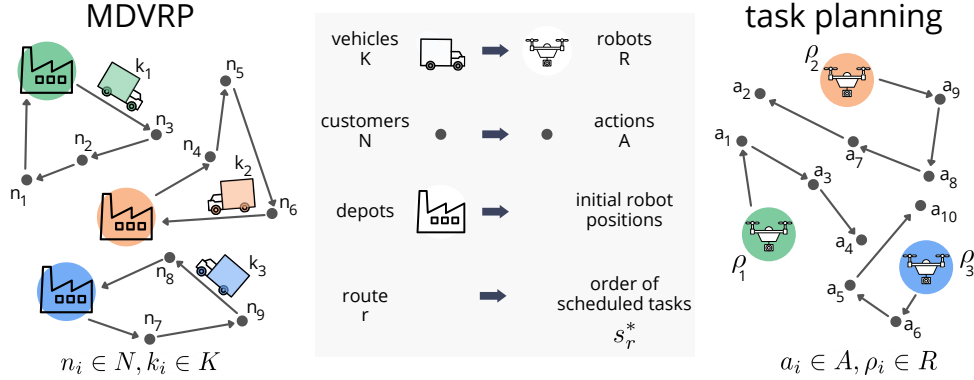 MDVRP
k₁
n₅
n₃
n₂
n₄
n₁
k₂
n₆
k₃
n₈
n₉
n₇
nᵢ ∈ N, kᵢ ∈ K
vehicles
K
robots
R
customers
N
actions
A
depots
initial robot
positions
route
r
order of
scheduled tasks
s*ᵣ
task planning
ρ₂
a₂
a₉
a₁
a₇
a₃
a₈
a₁₀
a₄
ρ₁
ρ₃
a₅
a₆
aᵢ ∈ A, ρᵢ ∈ R